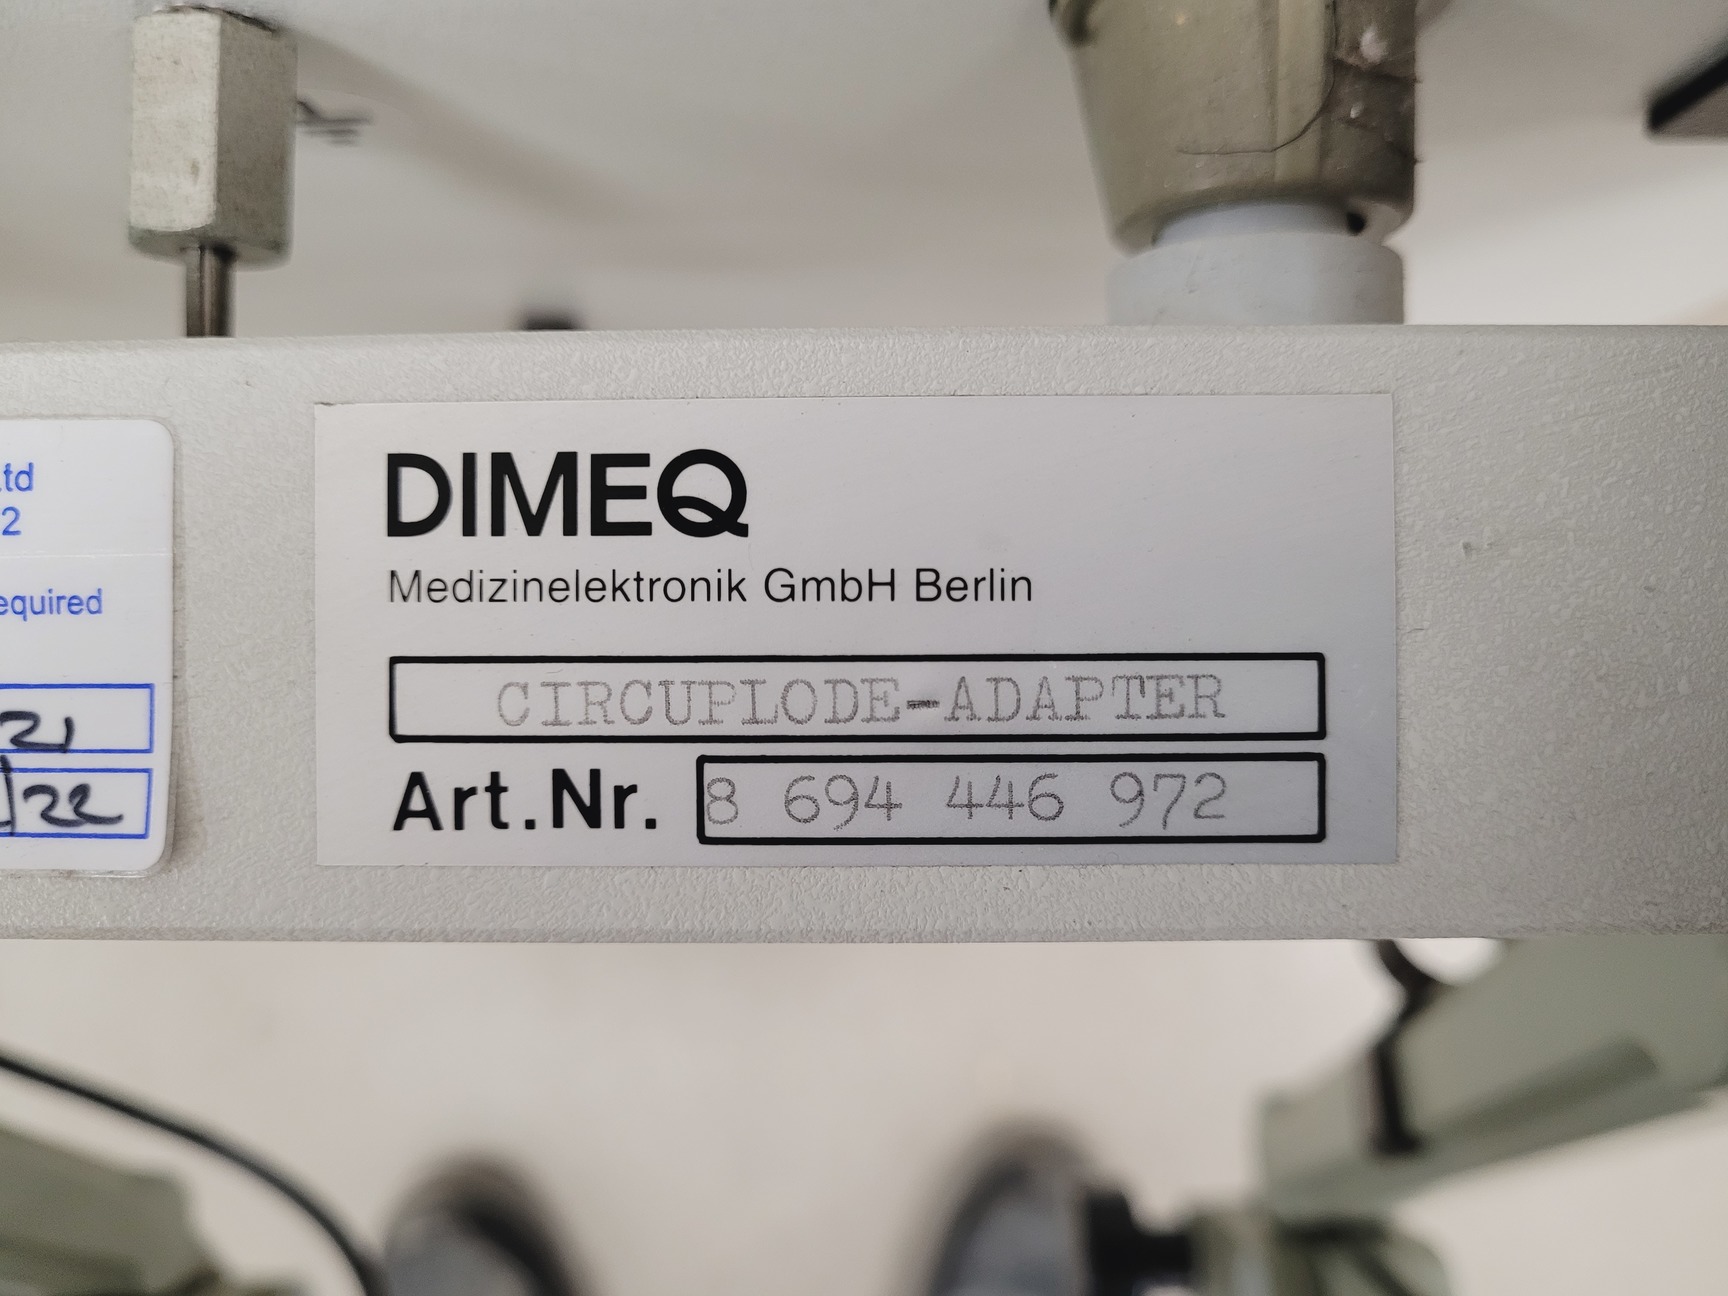 DIMEQ
Medizinelektronik GmbH Berlin
CIRCUPLODE-ADAPTER
Art.Nr. 8 694 446 972
td
2
equired
21
/22